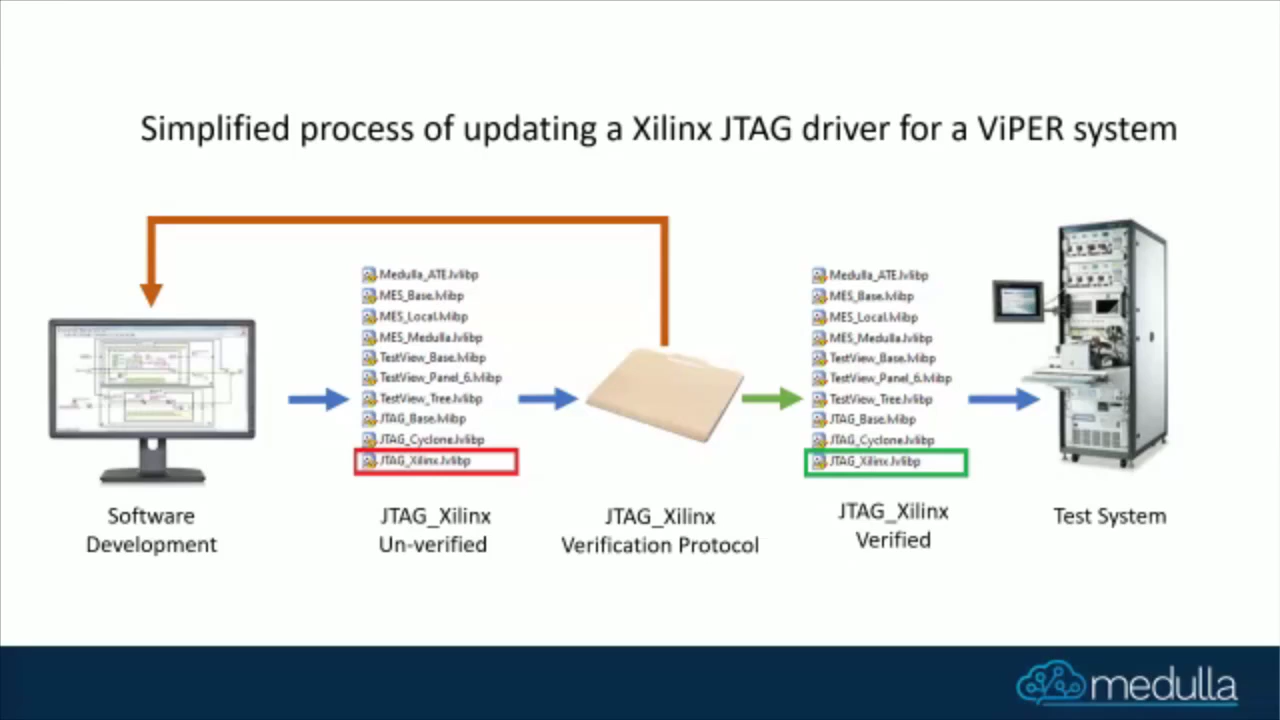 Simplified process of updating a Xilinx JTAG driver for a ViPER system
Medulla_ATE.lvlibp
MES_Base.lvlibp
MES_Local.lvlibp
MES_Medulla.lvlibp
TestView_Base.lvlibp
TestView_Panel_6.lvlibp
TestView_Tree.lvlibp
JTAG_Base.lvlibp
JTAG_Cyclone.lvlibp
JTAG_Xilinx.lvlibp
Medulla_ATE.lvlibp
MES_Base.lvlibp
MES_Local.lvlibp
MES_Medulla.lvlibp
TestView_Base.lvlibp
TestView_Panel_6.lvlibp
TestView_Tree.lvlibp
JTAG_Base.lvlibp
JTAG_Cyclone.lvlibp
JTAG_Xilinx.lvlibp
Software
Development
JTAG_Xilinx
Un-verified
JTAG_Xilinx
Verification Protocol
JTAG_Xilinx
Verified
Test System
medulla